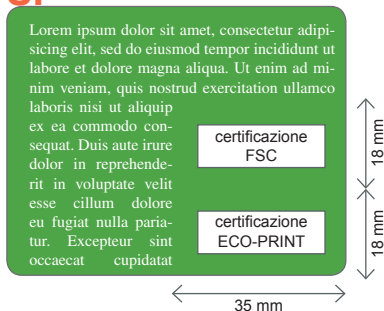 Lorem ipsum dolor sit amet, consectetur adipi-
sicing elit, sed do eiusmod tempor incididunt ut
labore et dolore magna aliqua. Ut enim ad mi-
nim veniam, quis nostrud exercitation ullamco
laboris nisi ut aliquip
ex ea commodo con-
sequat. Duis aute irure
dolor in reprehende-
rit in voluptate velit
esse cillum dolore
eu fugiat nulla paria-
tur. Excepteur sint
occaecat cupidatat
certificazione
FSC
certificazione
ECO-PRINT
18 mm
18 mm
35 mm